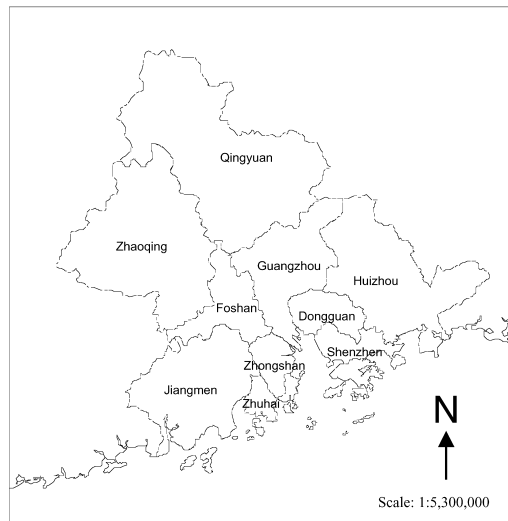 Qingyuan
Zhaoqing
Guangzhou
Huizhou
Foshan
Dongguan
Shenzhen
Zhongshan
Jiangmen
Zhuhai
N
Scale: 1:5,300,000